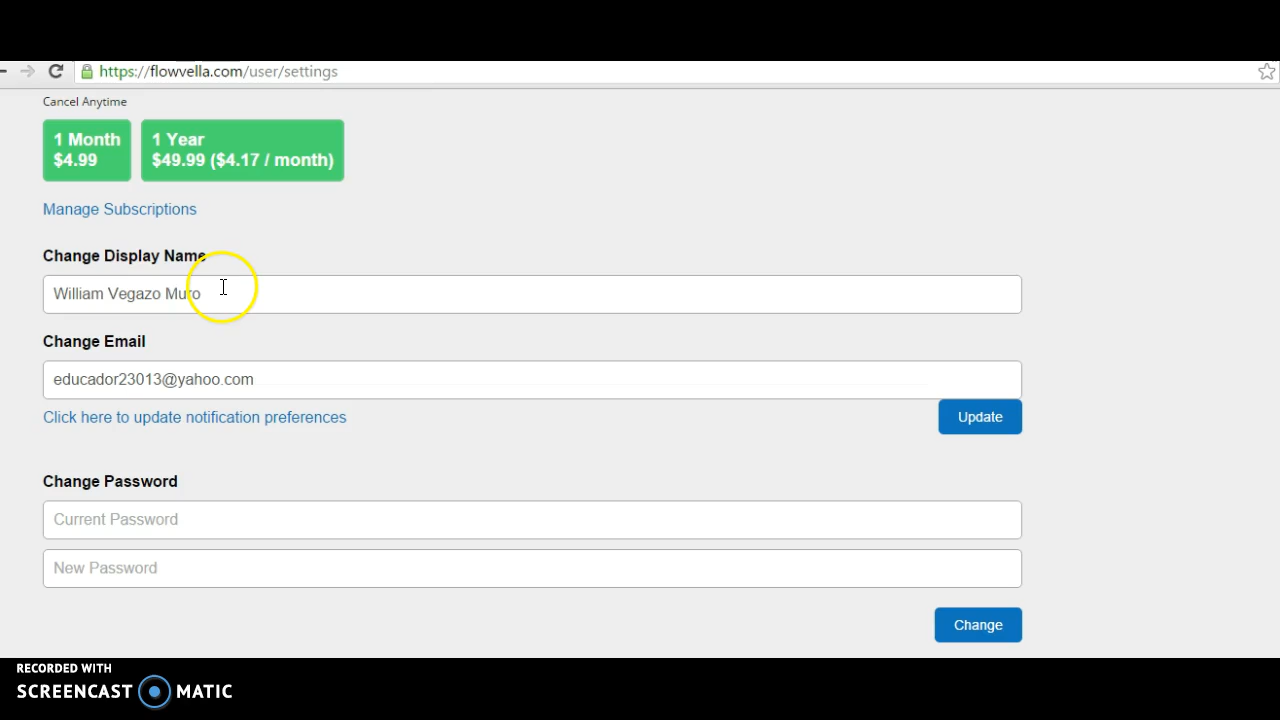 https://flowvella.com/user/settings
Cancel Anytime
1 Month
$4.99
1 Year
$49.99 ($4.17 / month)
Manage Subscriptions
Change Display Name
William Vegazo Muro
Change Email
educador23013@yahoo.com
Click here to update notification preferences
Update
Change Password
Current Password
New Password
Change
RECORDED WITH
SCREENCAST MATIC